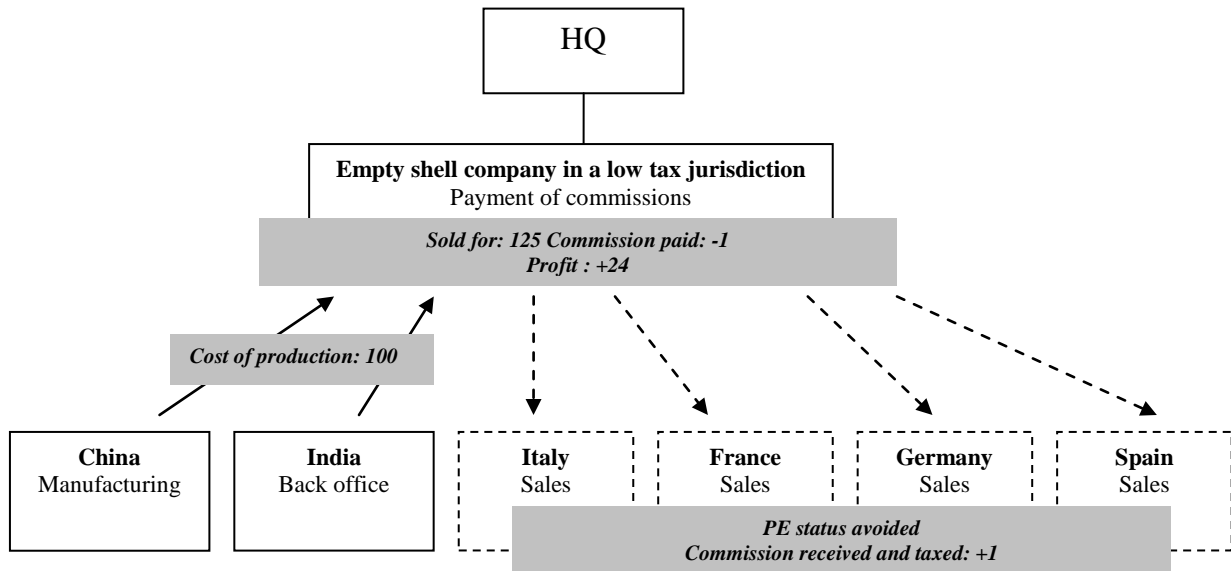 HQ
Empty shell company in a low tax jurisdiction
Payment of commissions
Sold for: 125 Commission paid: -1
Profit : +24
Cost of production: 100
China
Manufacturing
India
Back office
Italy
Sales
France
Sales
Germany
Sales
Spain
Sales
PE status avoided
Commission received and taxed: +1